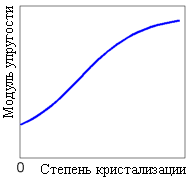 Модуль упругости
0
Степень кристализации